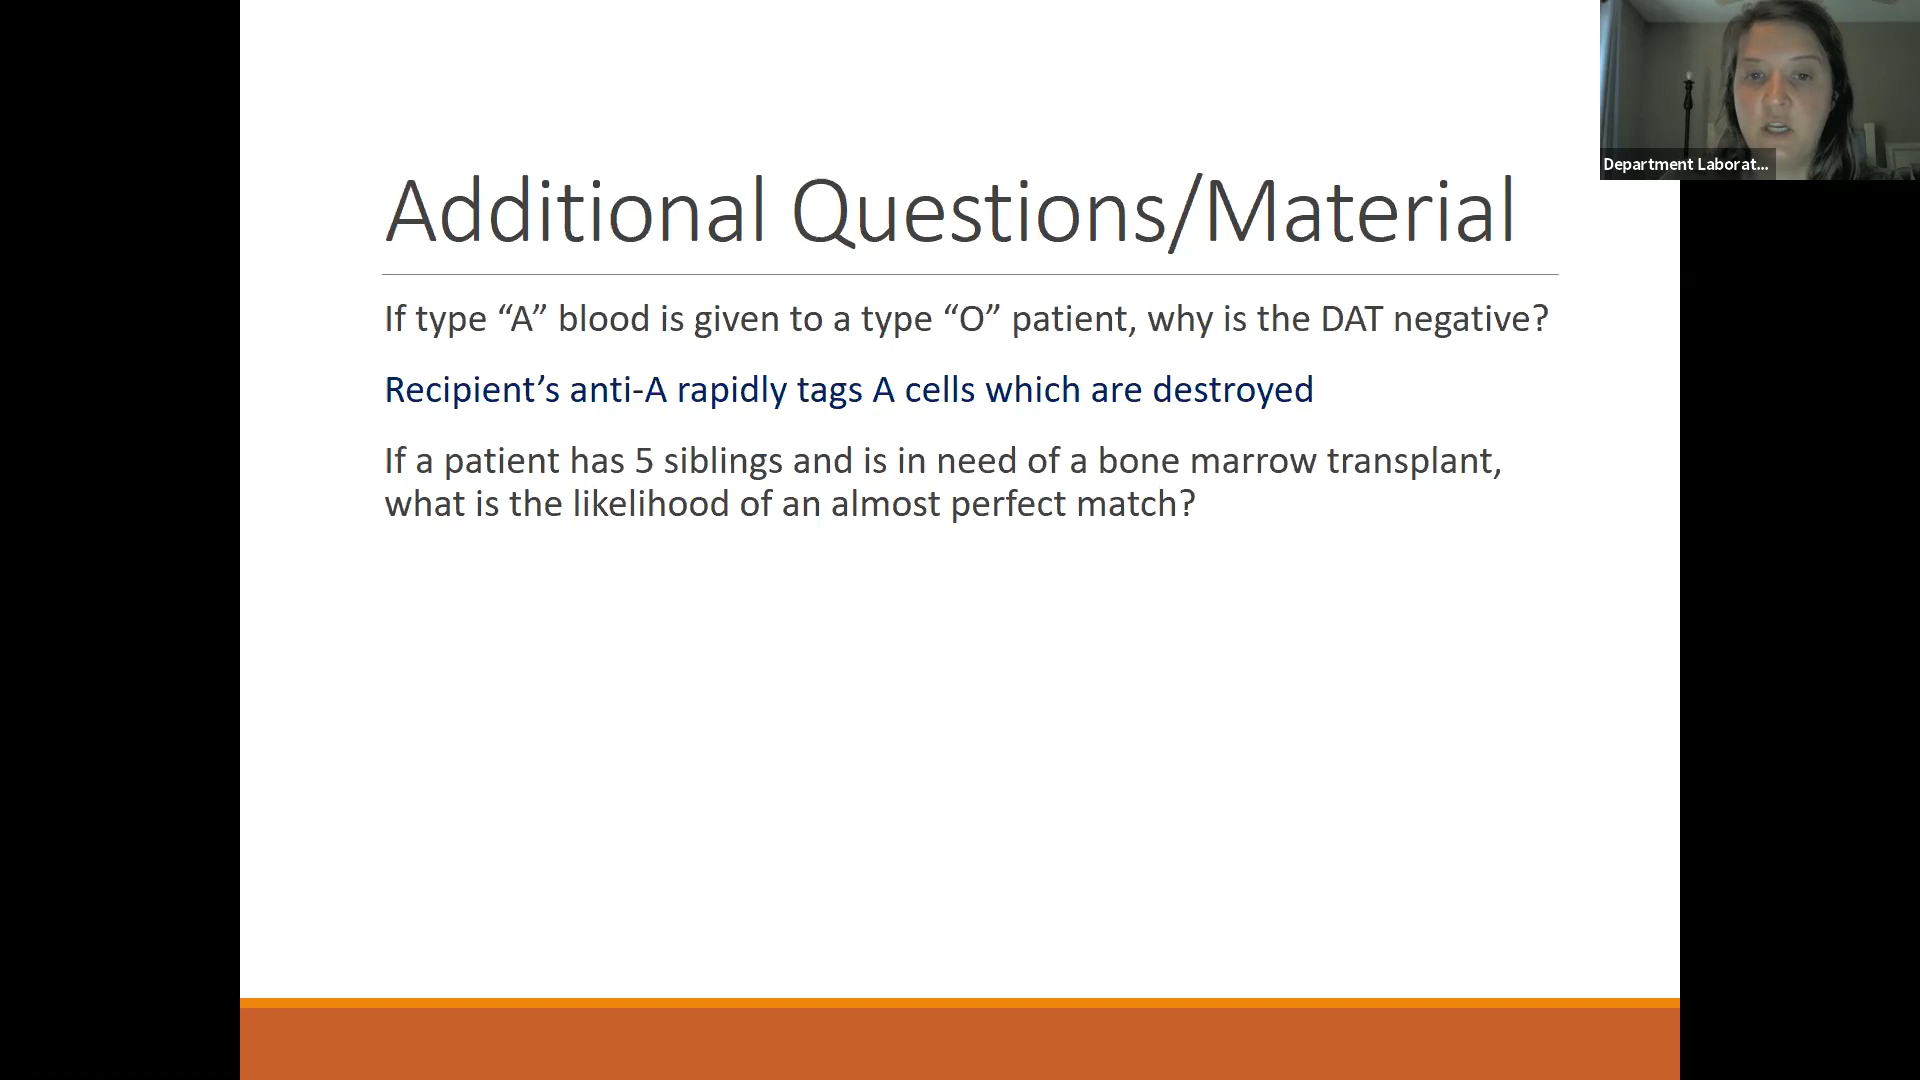 Additional Questions/Material
If type “A” blood is given to a type “O” patient, why is the DAT negative?
Recipient’s anti-A rapidly tags A cells which are destroyed
If a patient has 5 siblings and is in need of a bone marrow transplant,
what is the likelihood of an almost perfect match?
Department Laborat...